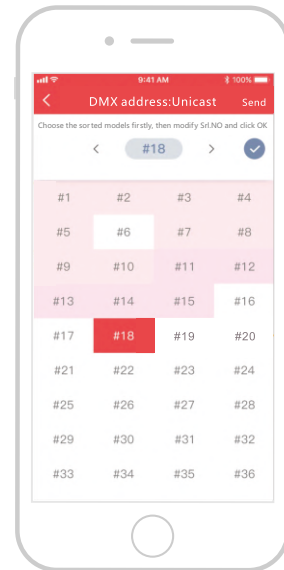 9:41 AM 100%
DMX address:Unicast Send
Choose the sorted models firstly, then modify Srl.NO and click OK
< #18 >
#1 #2 #3 #4
#5 #6 #7 #8
#9 #10 #11 #12
#13 #14 #15 #16
#17 #18 #19 #20
#21 #22 #23 #24
#25 #26 #27 #28
#29 #30 #31 #32
#33 #34 #35 #36